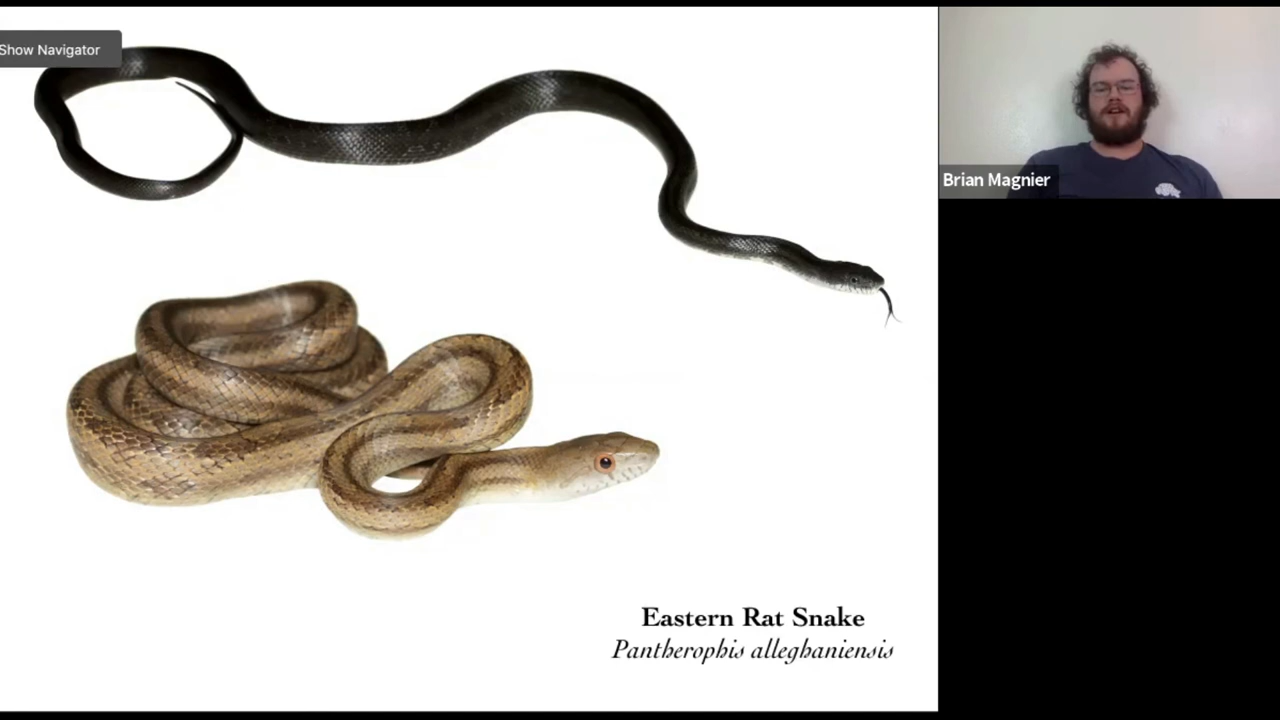 Show Navigator
Brian Magnier
Eastern Rat Snake
Pantherophis alleghaniensis